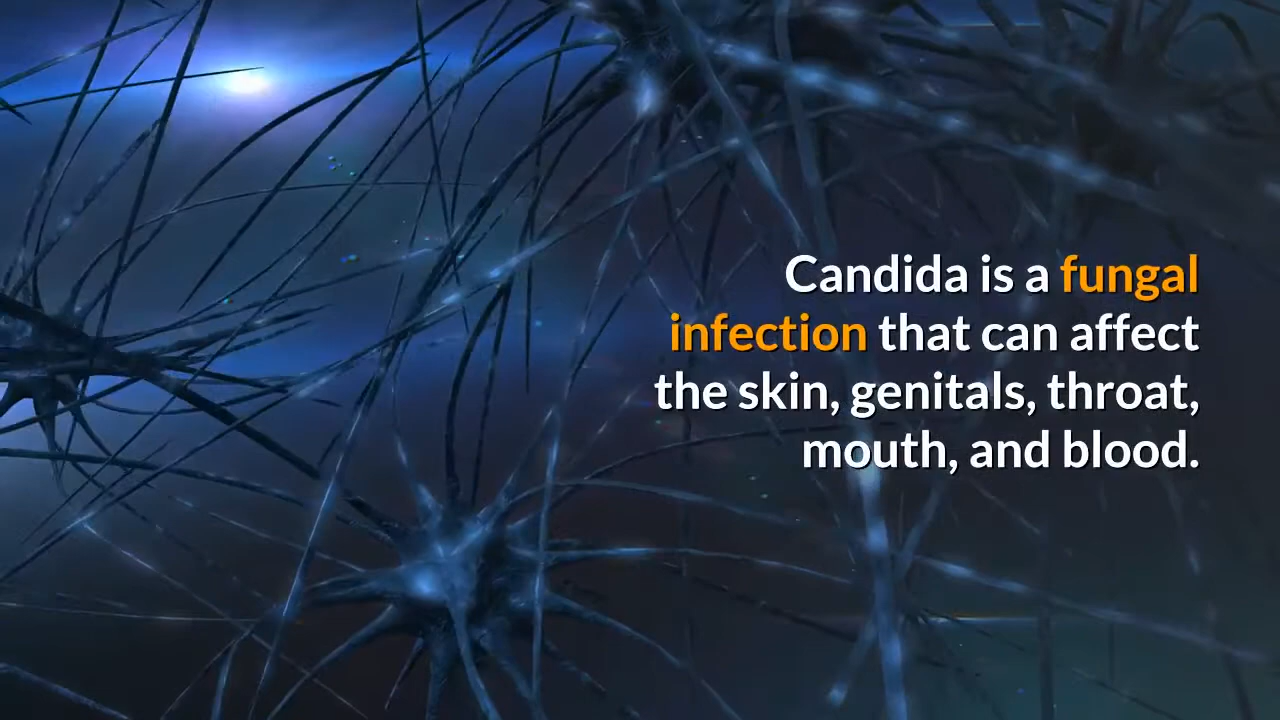 Candida is a fungal
infection that can affect
the skin, genitals, throat,
mouth, and blood.